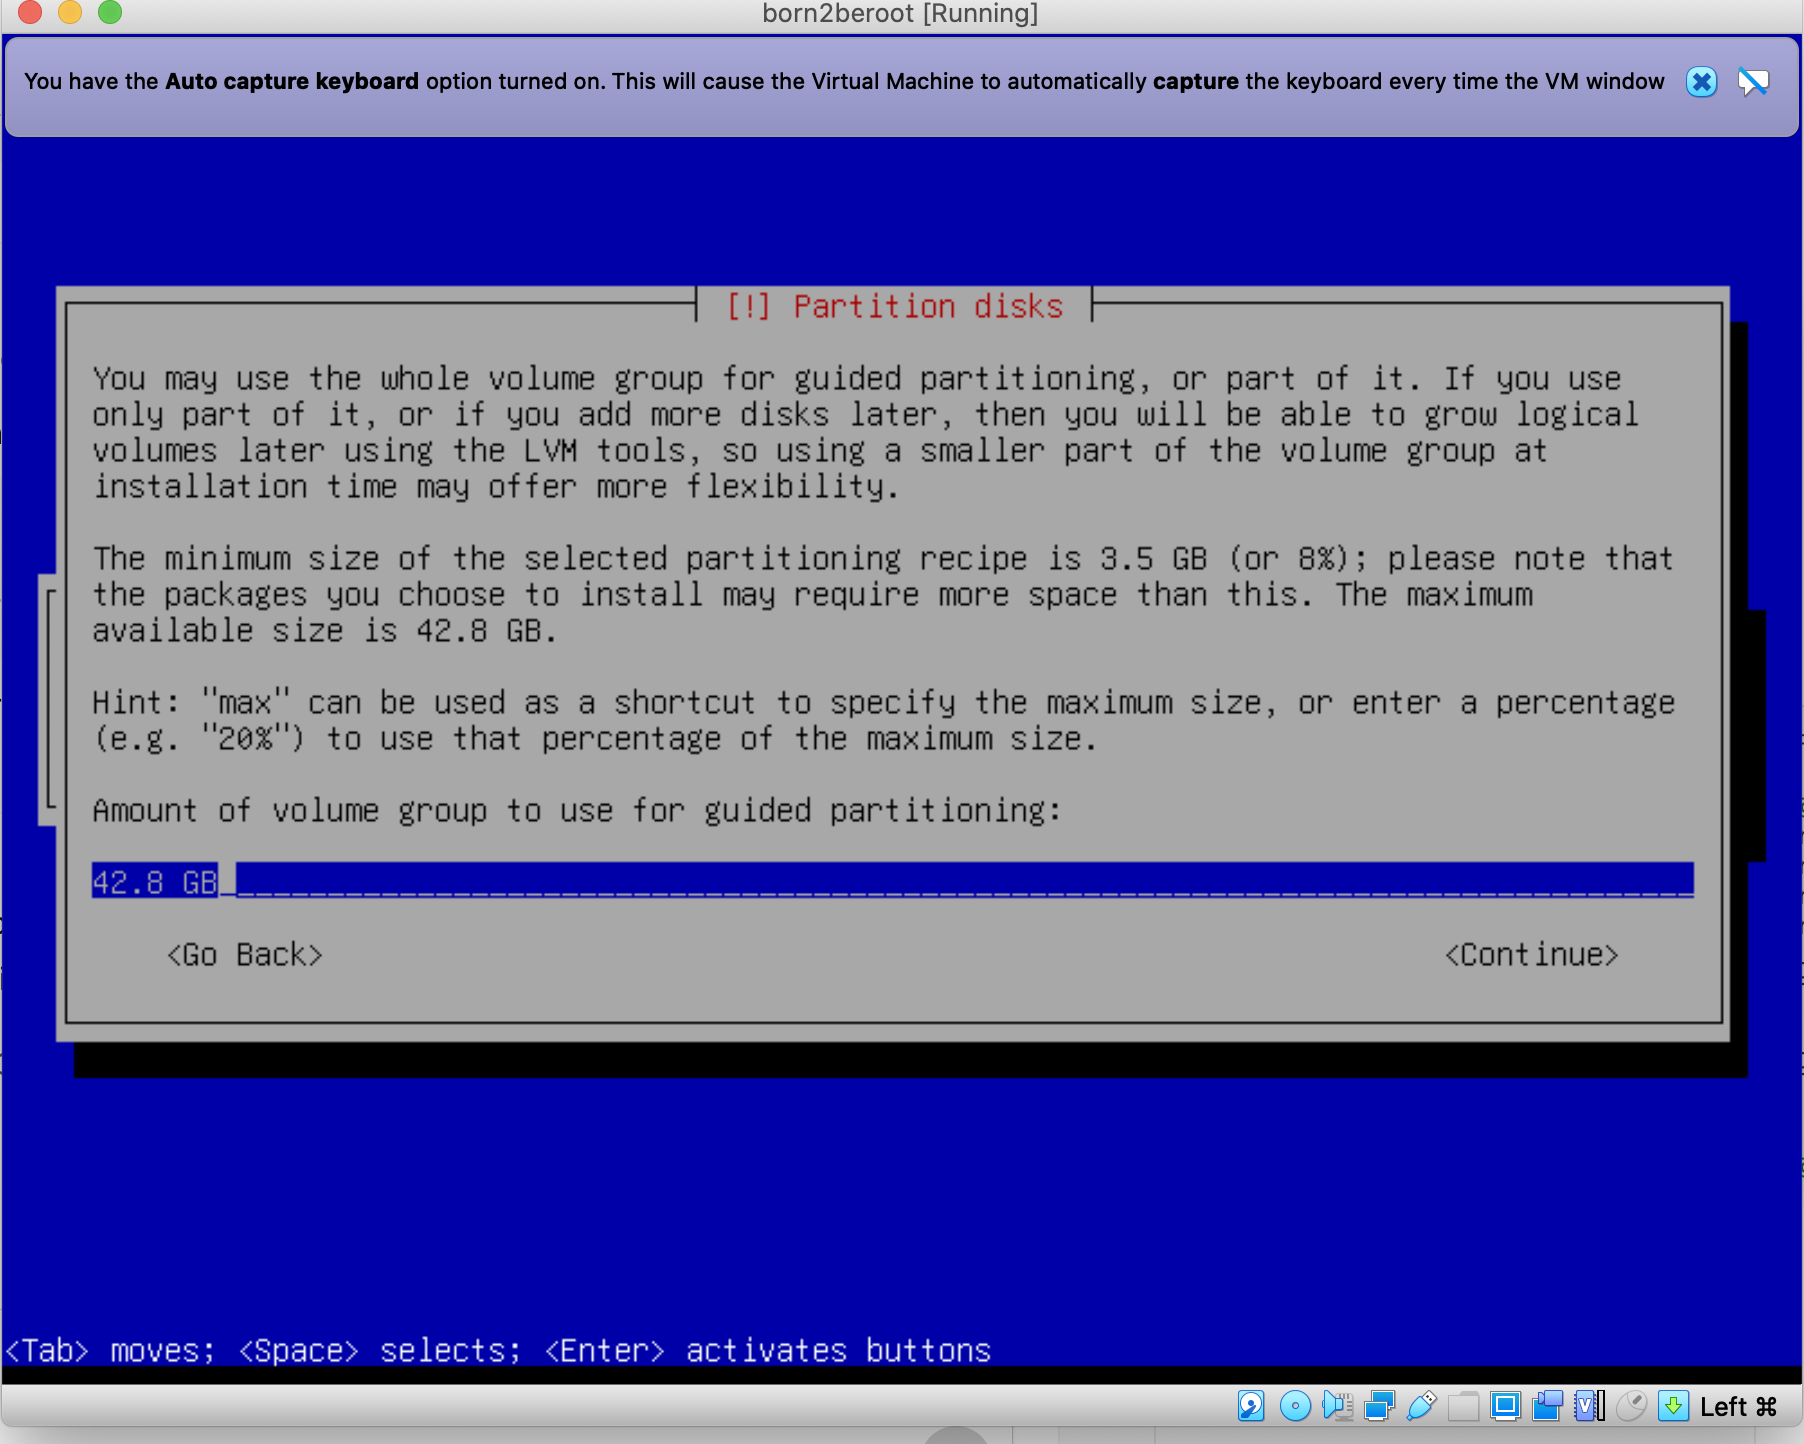 born2beroot [Running]
You have the Auto capture keyboard option turned on. This will cause the Virtual Machine to automatically capture the keyboard every time the VM window
[!] Partition disks
You may use the whole volume group for guided partitioning, or part of it. If you use
only part of it, or if you add more disks later, then you will be able to grow logical
volumes later using the LVM tools, so using a smaller part of the volume group at
installation time may offer more flexibility.
The minimum size of the selected partitioning recipe is 3.5 GB (or 8%); please note that
the packages you choose to install may require more space than this. The maximum
available size is 42.8 GB.
Hint: "max" can be used as a shortcut to specify the maximum size, or enter a percentage
(e.g. "20%") to use that percentage of the maximum size.
Amount of volume group to use for guided partitioning:
42.8 GB
<Go Back> <Continue>
<Tab> moves; <Space> selects; <Enter> activates buttons
Left ⌘